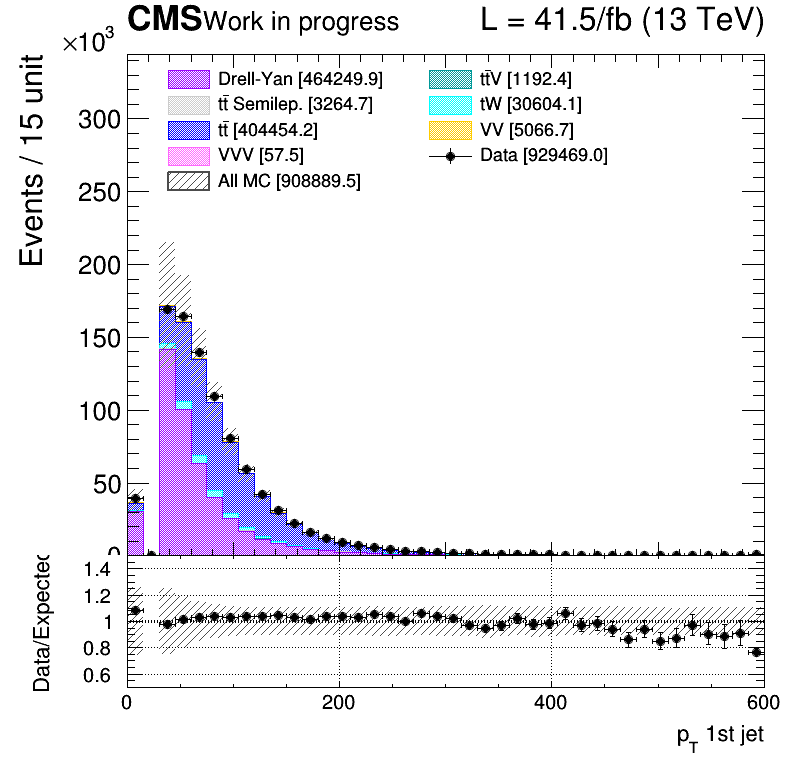 CMS Work in progress L = 41.5/fb (13 TeV)
×10³
Events / 15 unit
Drell-Yan [464249.9]
tt̄ Semilep. [3264.7]
tt̄ [404454.2]
VVV [57.5]
All MC [908889.5]
tt̄V [1192.4]
tW [30604.1]
VV [5066.7]
Data [929469.0]
300
250
200
150
100
50
0
Data/Expected
1.4
1.2
1
0.8
0.6
0 200 400 600
p_T 1st jet